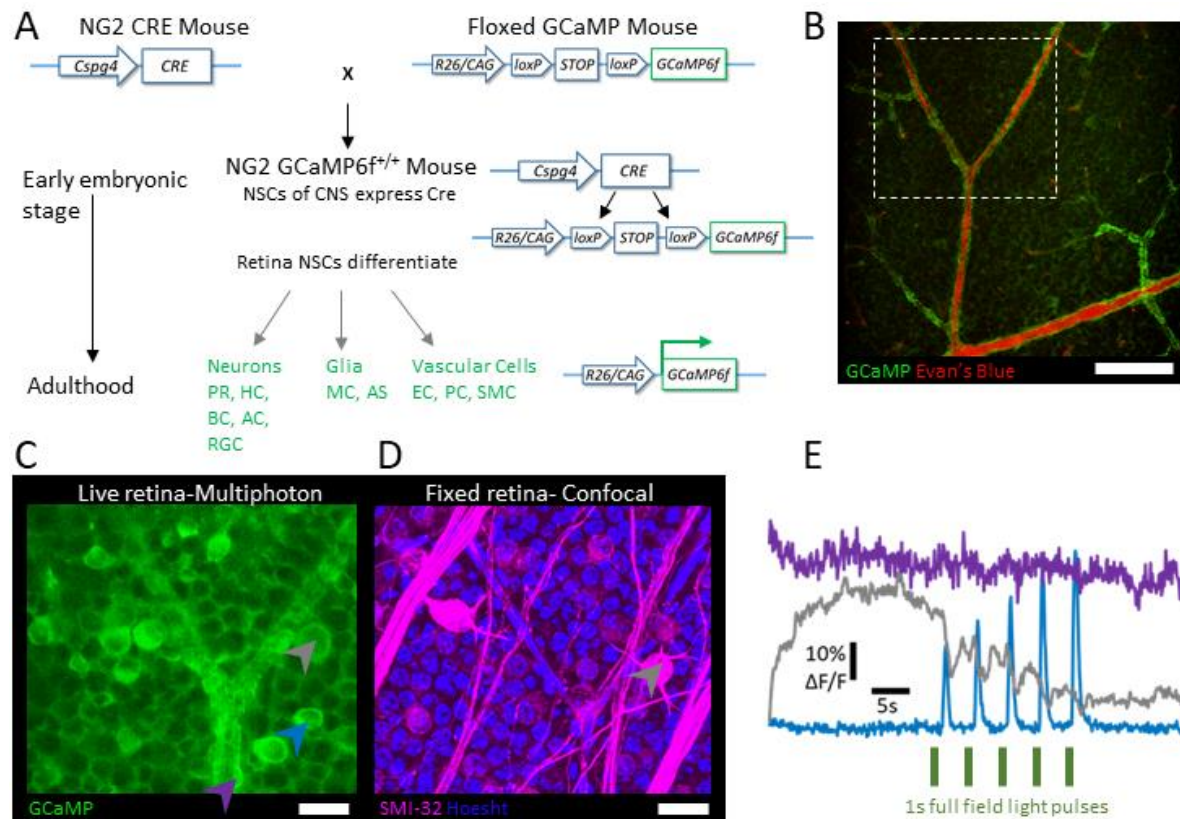 A
NG2 CRE Mouse
Cspg4
CRE
x
Floxed GCaMP Mouse
R26/CAG
loxP
STOP
loxP
GCaMP6f
Early embryonic
stage
Adulthood
NG2 GCaMP6f+/+ Mouse
NSCs of CNS express Cre
Cspg4
CRE
R26/CAG
loxP
STOP
loxP
GCaMP6f
Retina NSCs differentiate
Neurons
PR, HC,
BC, AC,
RGC
Glia
MC, AS
Vascular Cells
EC, PC, SMC
R26/CAG
GCaMP6f
B
GCaMP Evan's Blue
C
Live retina-Multiphoton
GCaMP
D
Fixed retina- Confocal
SMI-32 Hoesht
E
10%
ΔF/F
5s
1s full field light pulses